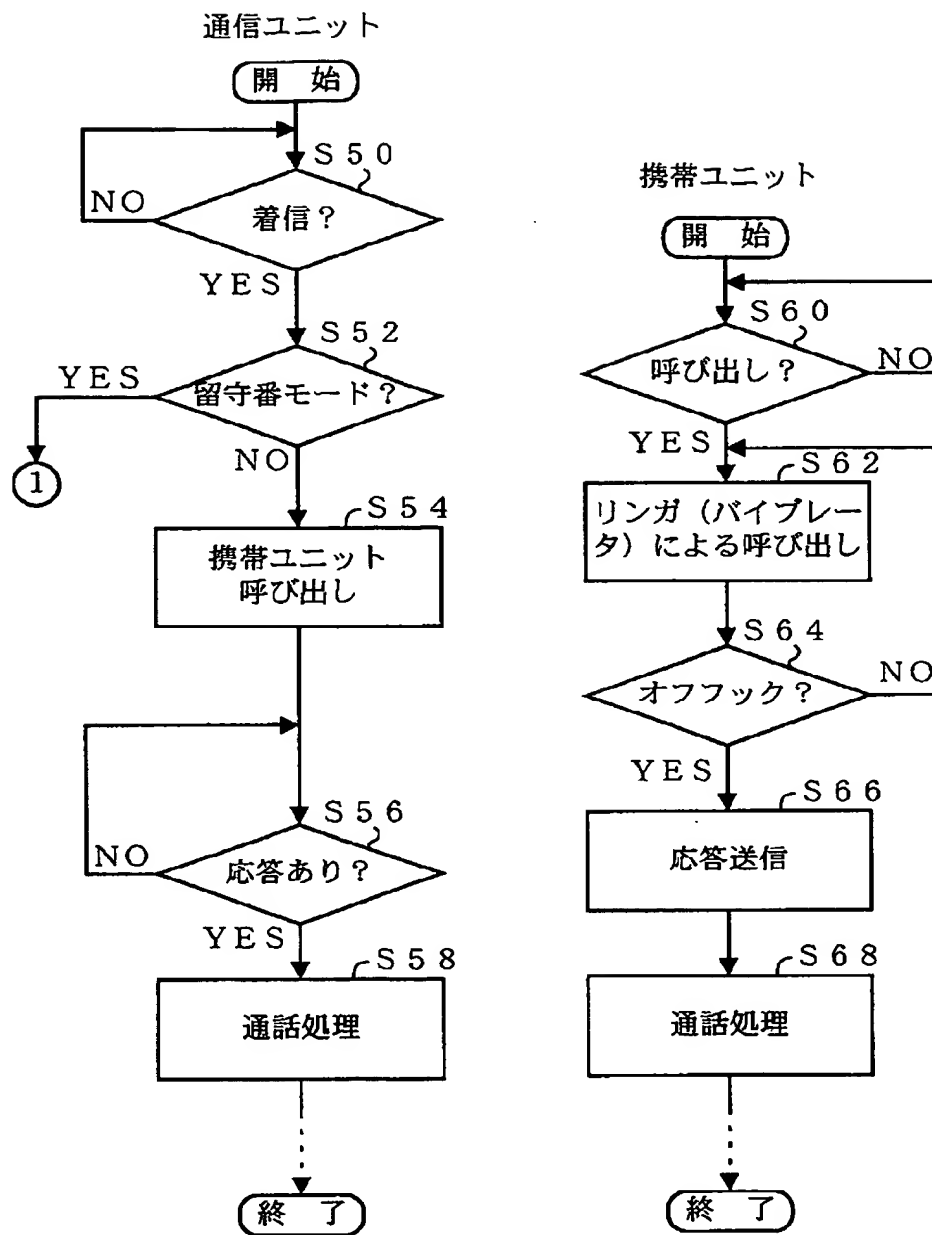 通信ユニット
開 始
S50
NO
着信？
YES
S52
YES
留守番モード？
NO
1
S54
携帯ユニット
呼び出し
S56
NO
応答あり？
YES
S58
通話処理
終 了
携帯ユニット
開 始
S60
呼び出し？
NO
YES
S62
リンガ（バイブレー
タ）による呼び出し
S64
オフフック？
NO
YES
S66
応答送信
S68
通話処理
終 了